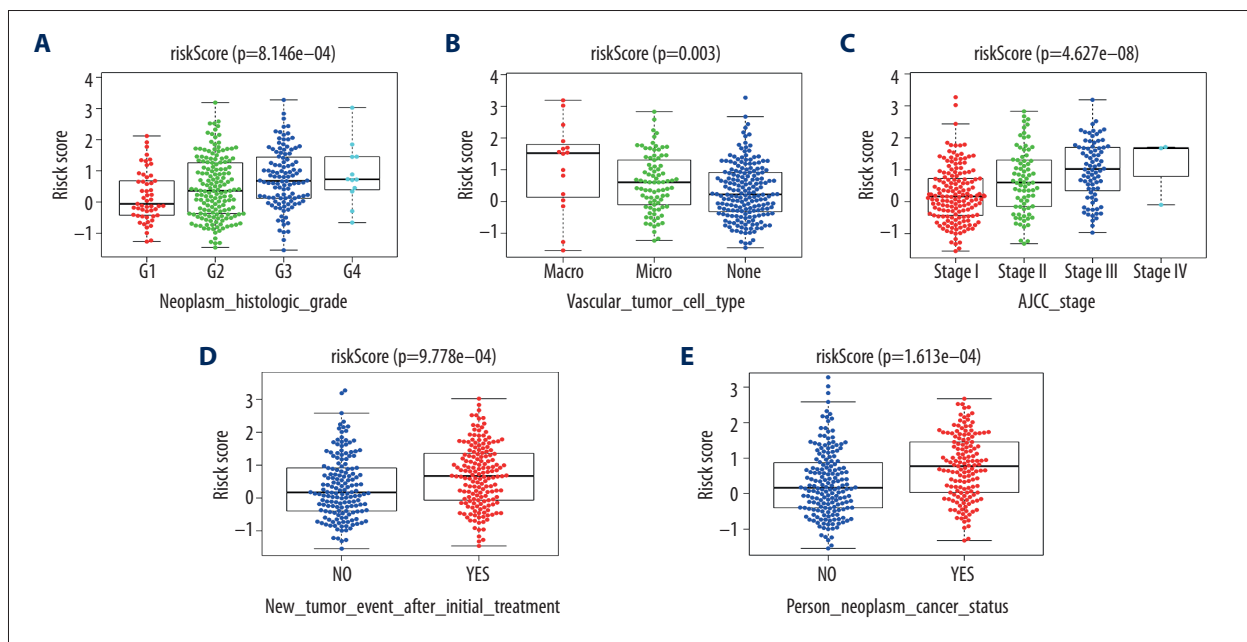 A
riskScore (p=8.146e−04)
Risck score
4
3
2
1
0
−1
G1 G2 G3 G4
Neoplasm_histologic_grade
B
riskScore (p=0.003)
Risck score
4
3
2
1
0
−1
Macro Micro None
Vascular_tumor_cell_type
C
riskScore (p=4.627e−08)
Risck score
4
3
2
1
0
−1
Stage I Stage II Stage III Stage IV
AJCC_stage
D
riskScore (p=9.778e−04)
Risck score
3
2
1
0
−1
NO YES
New_tumor_event_after_initial_treatment
E
riskScore (p=1.613e−04)
Risck score
3
2
1
0
−1
NO YES
Person_neoplasm_cancer_status